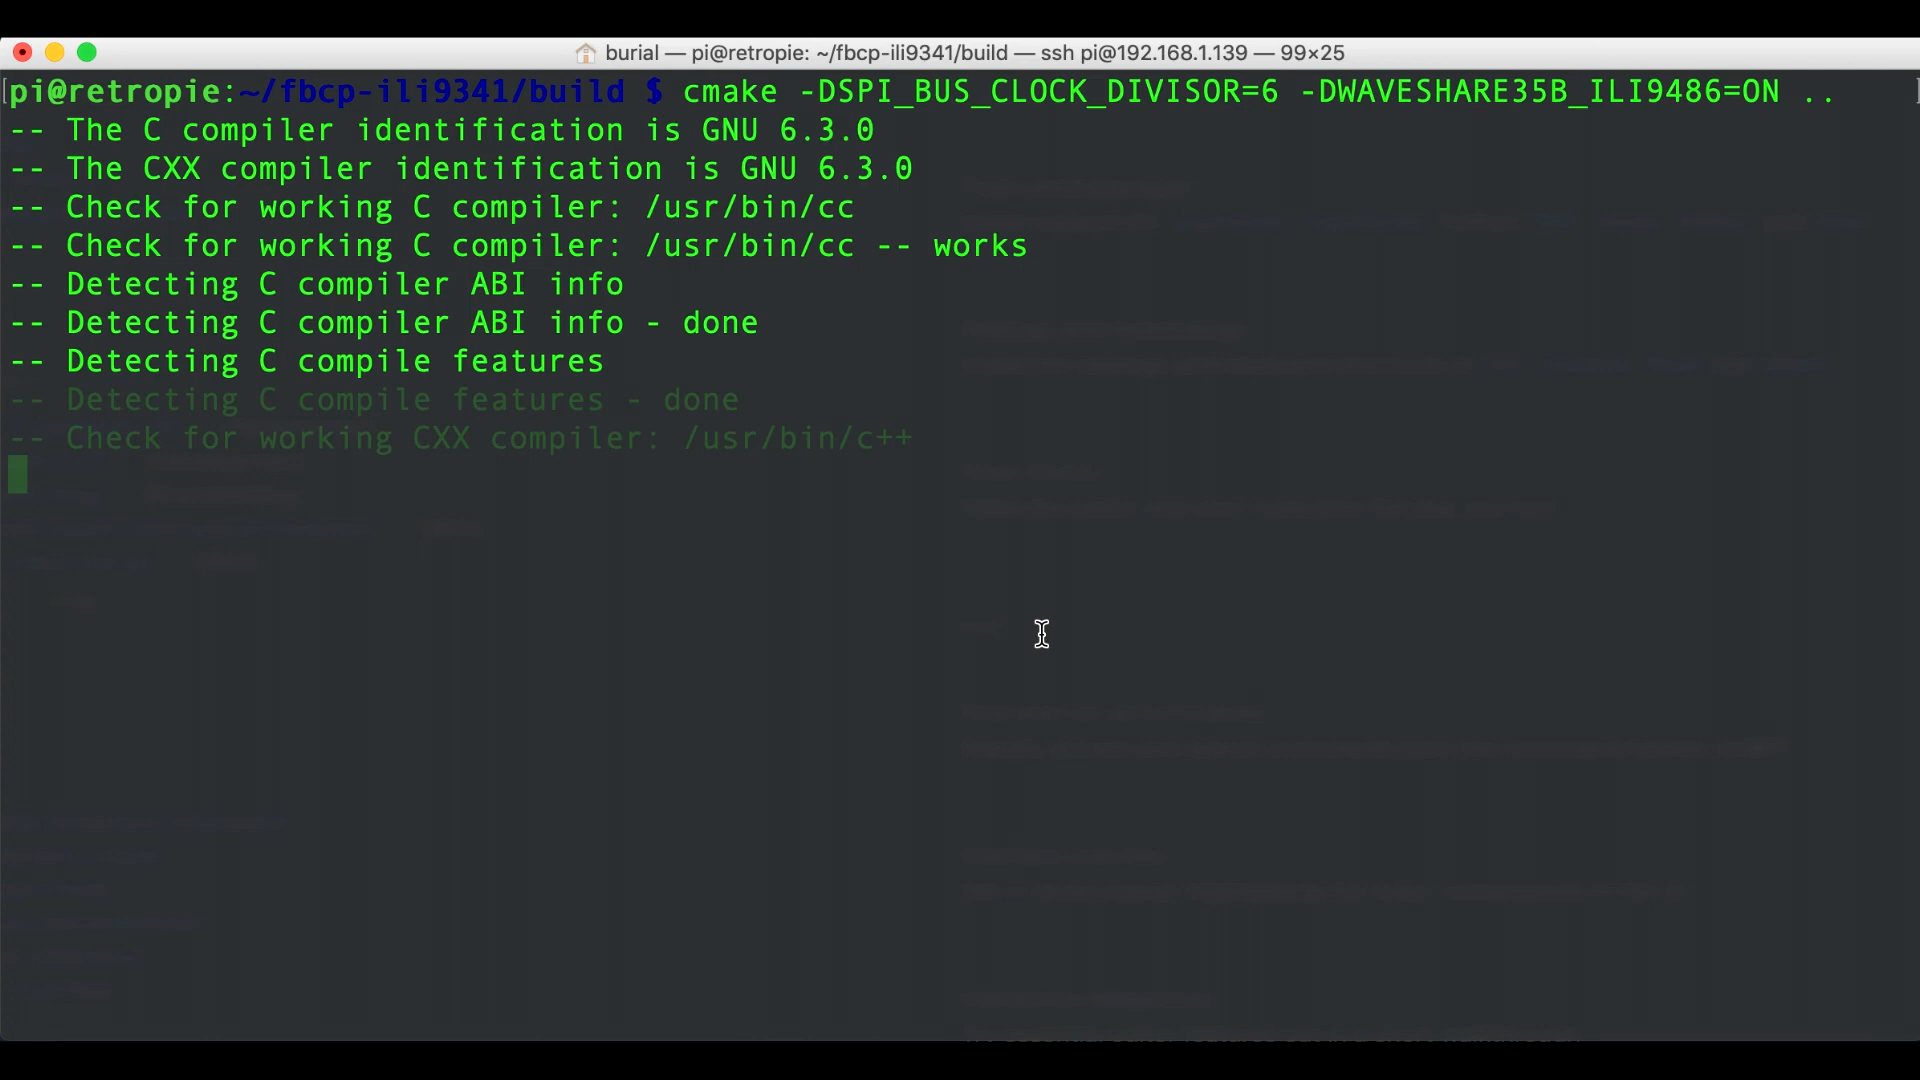 burial — pi@retropie: ~/fbcp-ili9341/build — ssh pi@192.168.1.139 — 99×25
[pi@retropie:~/fbcp-ili9341/build $ cmake -DSPI_BUS_CLOCK_DIVISOR=6 -DWAVESHARE35B_ILI9486=ON .. ]
-- The C compiler identification is GNU 6.3.0
-- The CXX compiler identification is GNU 6.3.0
-- Check for working C compiler: /usr/bin/cc
-- Check for working C compiler: /usr/bin/cc -- works
-- Detecting C compiler ABI info
-- Detecting C compiler ABI info - done
-- Detecting C compile features
-- Detecting C compile features - done
-- Check for working CXX compiler: /usr/bin/c++